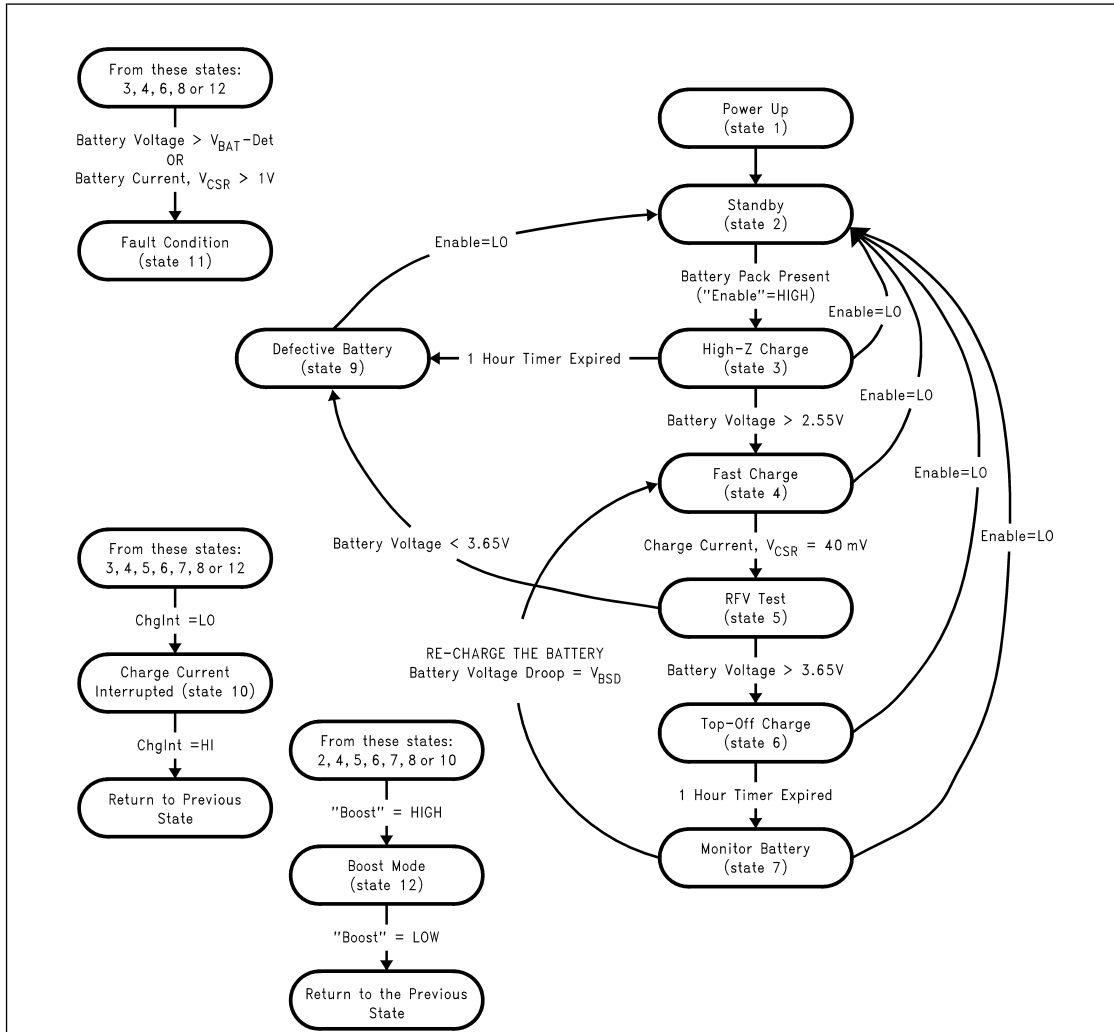 From these states:
3, 4, 6, 8 or 12
Battery Voltage > VBAT-Det
OR
Battery Current, VCSR > 1V
Fault Condition
(state 11)
Power Up
(state 1)
Standby
(state 2)
Enable=LO
Battery Pack Present
("Enable"=HIGH)
Enable=LO
Defective Battery
(state 9)
1 Hour Timer Expired
High-Z Charge
(state 3)
Enable=LO
Battery Voltage > 2.55V
Fast Charge
(state 4)
Enable=LO
Enable=LO
Battery Voltage < 3.65V
Charge Current, VCSR = 40 mV
From these states:
3, 4, 5, 6, 7, 8 or 12
ChgInt =LO
Charge Current
Interrupted (state 10)
ChgInt =HI
Return to Previous
State
RFV Test
(state 5)
RE-CHARGE THE BATTERY
Battery Voltage Droop = VBSD
Battery Voltage > 3.65V
Top-Off Charge
(state 6)
1 Hour Timer Expired
Monitor Battery
(state 7)
From these states:
2, 4, 5, 6, 7, 8 or 10
"Boost" = HIGH
Boost Mode
(state 12)
"Boost" = LOW
Return to the Previous
State